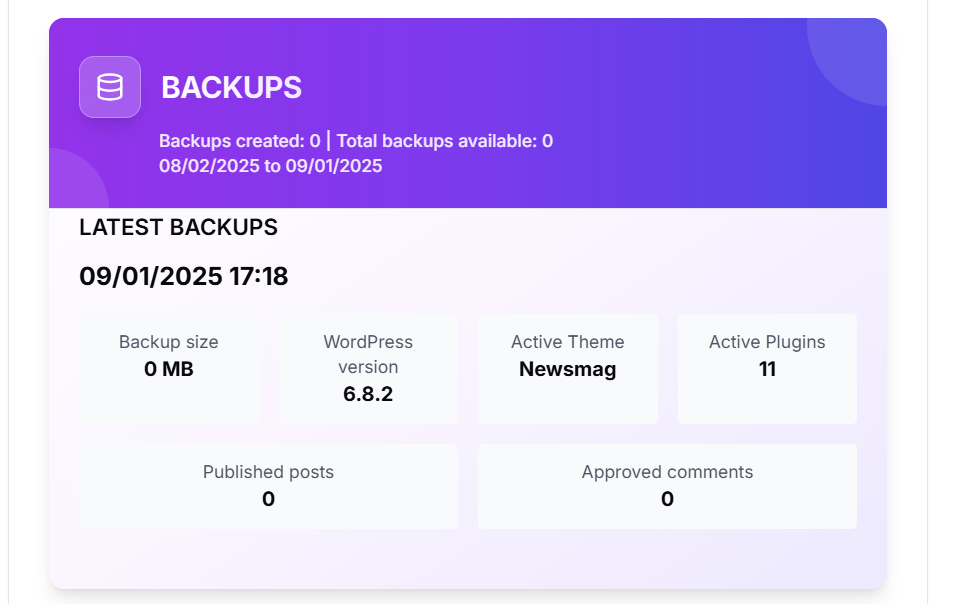 BACKUPS
Backups created: 0 | Total backups available: 0
08/02/2025 to 09/01/2025
LATEST BACKUPS
09/01/2025 17:18
Backup size
0 MB
WordPress
version
6.8.2
Active Theme
Newsmag
Active Plugins
11
Published posts
0
Approved comments
0